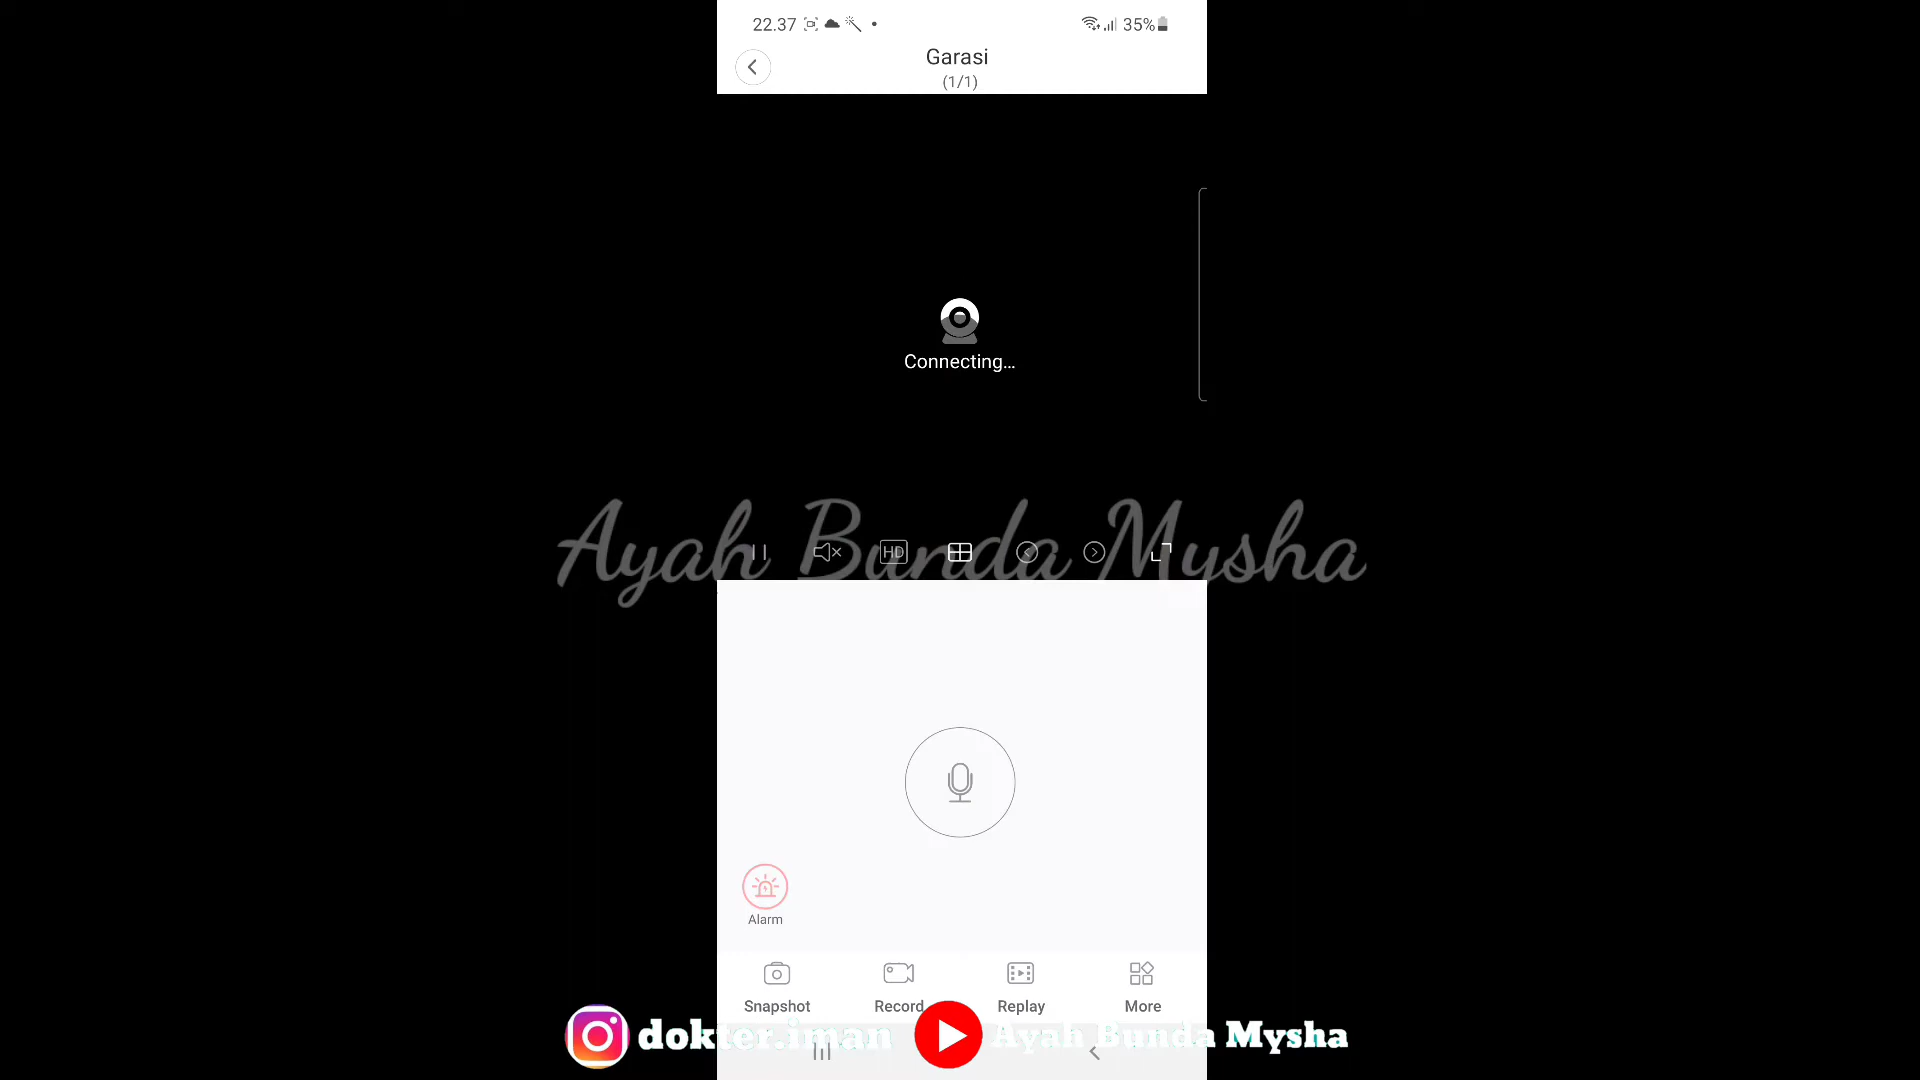 22.37 35%
Garasi
(1/1)
Connecting...
Ayah Bunda Mysha
HD
Alarm
Snapshot Record Replay More
dokter.iman Ayah Bunda Mysha